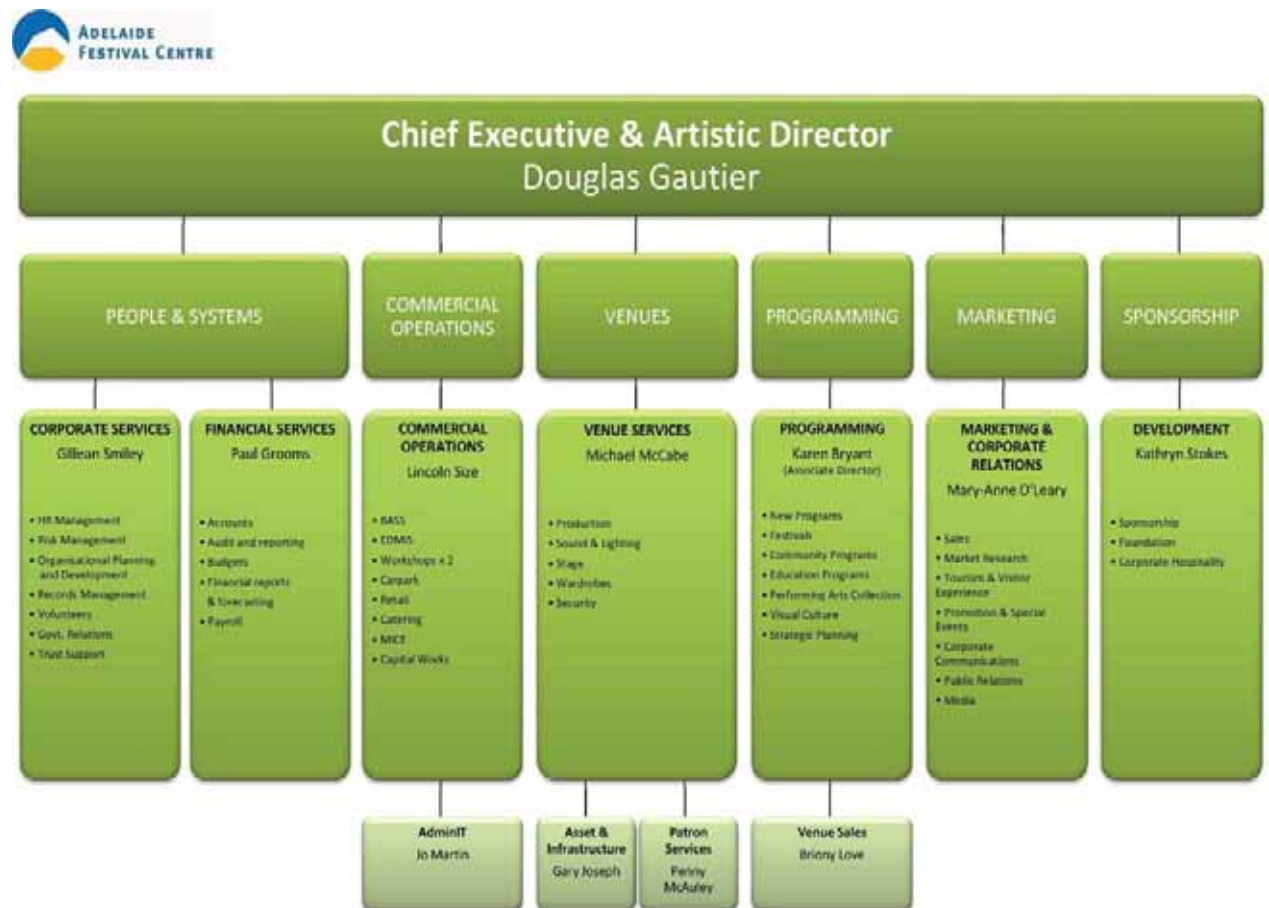 ADELAIDE
FESTIVAL CENTRE
Chief Executive & Artistic Director
Douglas Gautier
PEOPLE & SYSTEMS
COMMERCIAL
OPERATIONS
VENUES
PROGRAMMING
MARKETING
SPONSORSHIP
CORPORATE SERVICES
Gillean Smiley
• HR Management
• Risk Management
• Organisational Planning
and Development
• Records Management
• Volunteers
• Govt. Relations
• Trust Support
FINANCIAL SERVICES
Paul Grooms
• Accounts
• Audit and reporting
• Budgets
• Financial reports
& forecasting
• Payroll
COMMERCIAL
OPERATIONS
Lincoln Size
• BASS
• EDMIS
• Workshops x 2
• Carpark
• Retail
• Catering
• MICE
• Capital Works
VENUE SERVICES
Michael McCabe
• Production
• Sound & Lighting
• Stage
• Wardrobes
• Security
PROGRAMMING
Karen Bryant
(Associate Director)
• New Programs
• Festivals
• Community Programs
• Education Programs
• Performing Arts Collection
• Visual Culture
• Strategic Planning
MARKETING &
CORPORATE
RELATIONS
Mary-Anne O'Leary
• Sales
• Market Research
• Tourism & Visitor
Experience
• Promotion & Special
Events
• Corporate
Communications
• Public Relations
• Media
DEVELOPMENT
Kathryn Stokes
• Sponsorship
• Foundation
• Corporate Hospitality
AdminIT
Jo Martin
Asset &
Infrastructure
Gary Joseph
Patron
Services
Penny
McAuley
Venue Sales
Briony Love